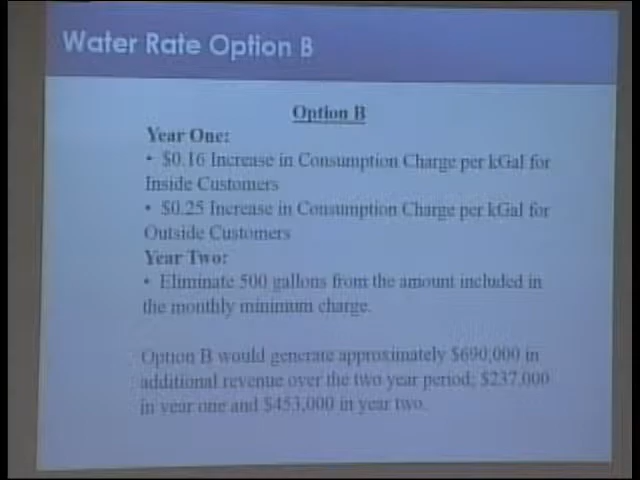 Water Rate Option B
Option B
Year One:
• $0.16 Increase in Consumption Charge per kGal for
Inside Customers
• $0.25 Increase in Consumption Charge per kGal for
Outside Customers
Year Two:
• Eliminate 500 gallons from the amount included in
the monthly minimum charge.
Option B would generate approximately $690,000 in
additional revenue over the two year period; $237,000
in year one and $453,000 in year two.